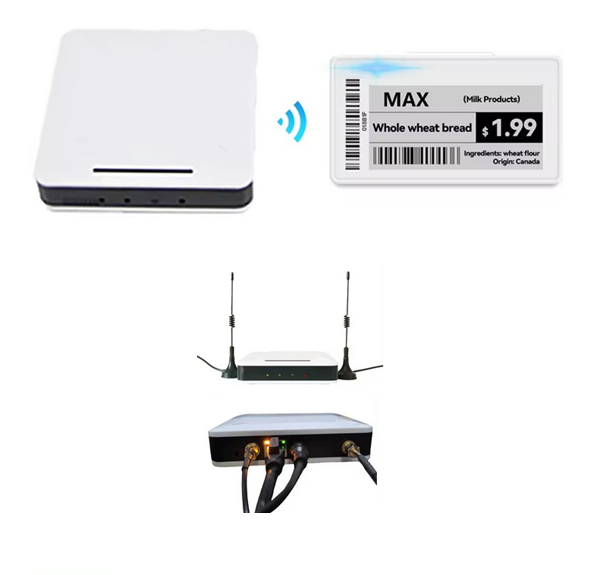 MAX
(Milk Products)
Whole wheat bread
$1.99
Ingredients: wheat flour
Origin: Canada